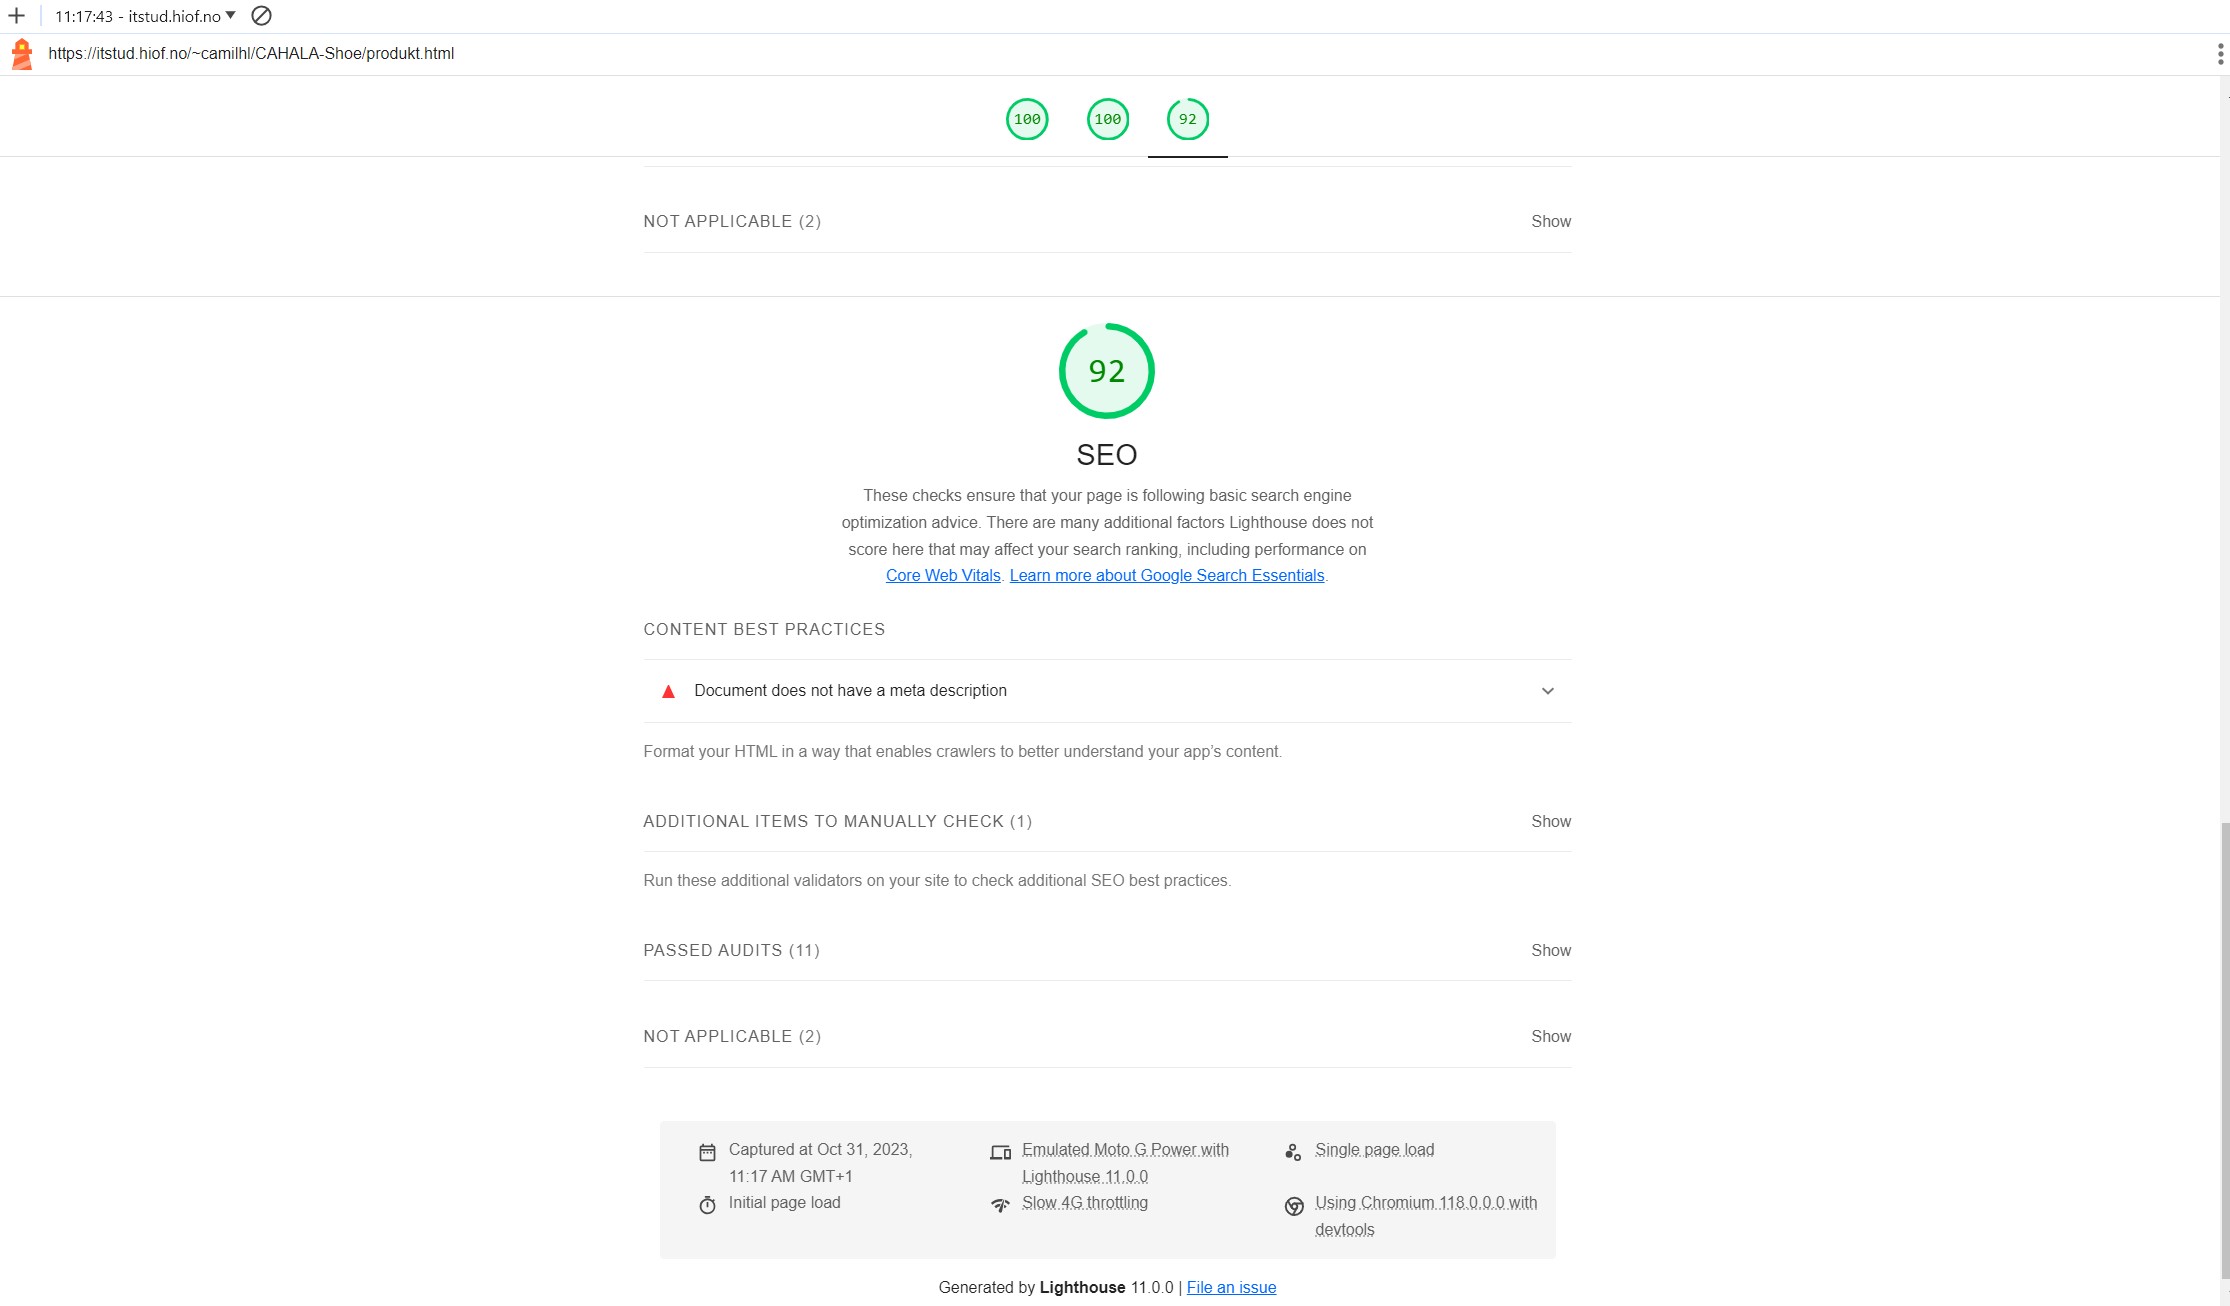 11:17:43 - itstud.hiof.no
https://itstud.hiof.no/~camilhl/CAHALA-Shoe/produkt.html
100 100 92
NOT APPLICABLE (2) Show
92
SEO
These checks ensure that your page is following basic search engine
optimization advice. There are many additional factors Lighthouse does not
score here that may affect your search ranking, including performance on
Core Web Vitals. Learn more about Google Search Essentials.
CONTENT BEST PRACTICES
Document does not have a meta description
Format your HTML in a way that enables crawlers to better understand your app’s content.
ADDITIONAL ITEMS TO MANUALLY CHECK (1) Show
Run these additional validators on your site to check additional SEO best practices.
PASSED AUDITS (11) Show
NOT APPLICABLE (2) Show
Captured at Oct 31, 2023,
11:17 AM GMT+1
Emulated Moto G Power with
Lighthouse 11.0.0
Single page load
Initial page load
Slow 4G throttling
Using Chromium 118.0.0.0 with
devtools
Generated by Lighthouse 11.0.0 | File an issue